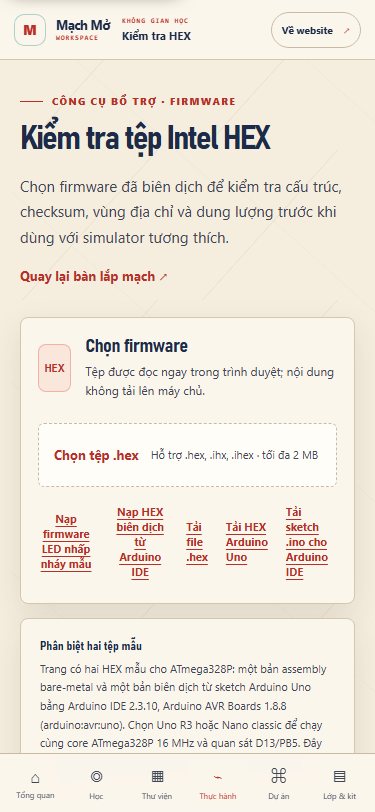 M
Mạch Mở
WORKSPACE
KHÔNG GIAN HỌC
Kiểm tra HEX
Về website ↗
CÔNG CỤ BỔ TRỢ · FIRMWARE
Kiểm tra tệp Intel HEX
Chọn firmware đã biên dịch để kiểm tra cấu trúc,
checksum, vùng địa chỉ và dung lượng trước khi
dùng với simulator tương thích.
Quay lại bàn lắp mạch ↗
HEX
Chọn firmware
Tệp được đọc ngay trong trình duyệt; nội dung
không tải lên máy chủ.
Chọn tệp .hex
Hỗ trợ .hex, .ihx, .ihex · tối đa 2 MB
Nạp
firmware
LED nhấp
nháy mẫu
Nạp HEX
biên dịch
từ
Arduino
IDE
Tải
file
.hex
Tải HEX
Arduino
Uno
Tải
sketch
.ino cho
Arduino
IDE
Phân biệt hai tệp mẫu
Trang có hai HEX mẫu cho ATmega328P: một bản assembly
bare-metal và một bản biên dịch từ sketch Arduino Uno
bằng Arduino IDE 2.3.10, Arduino AVR Boards 1.8.8
(arduino:avr:uno). Chọn Uno R3 hoặc Nano classic để chạy
cùng core ATmega328P 16 MHz và quan sát D13/PB5. Đây
Tổng quan
Học
Thư viện
Thực hành
Dự án
Lớp & kit